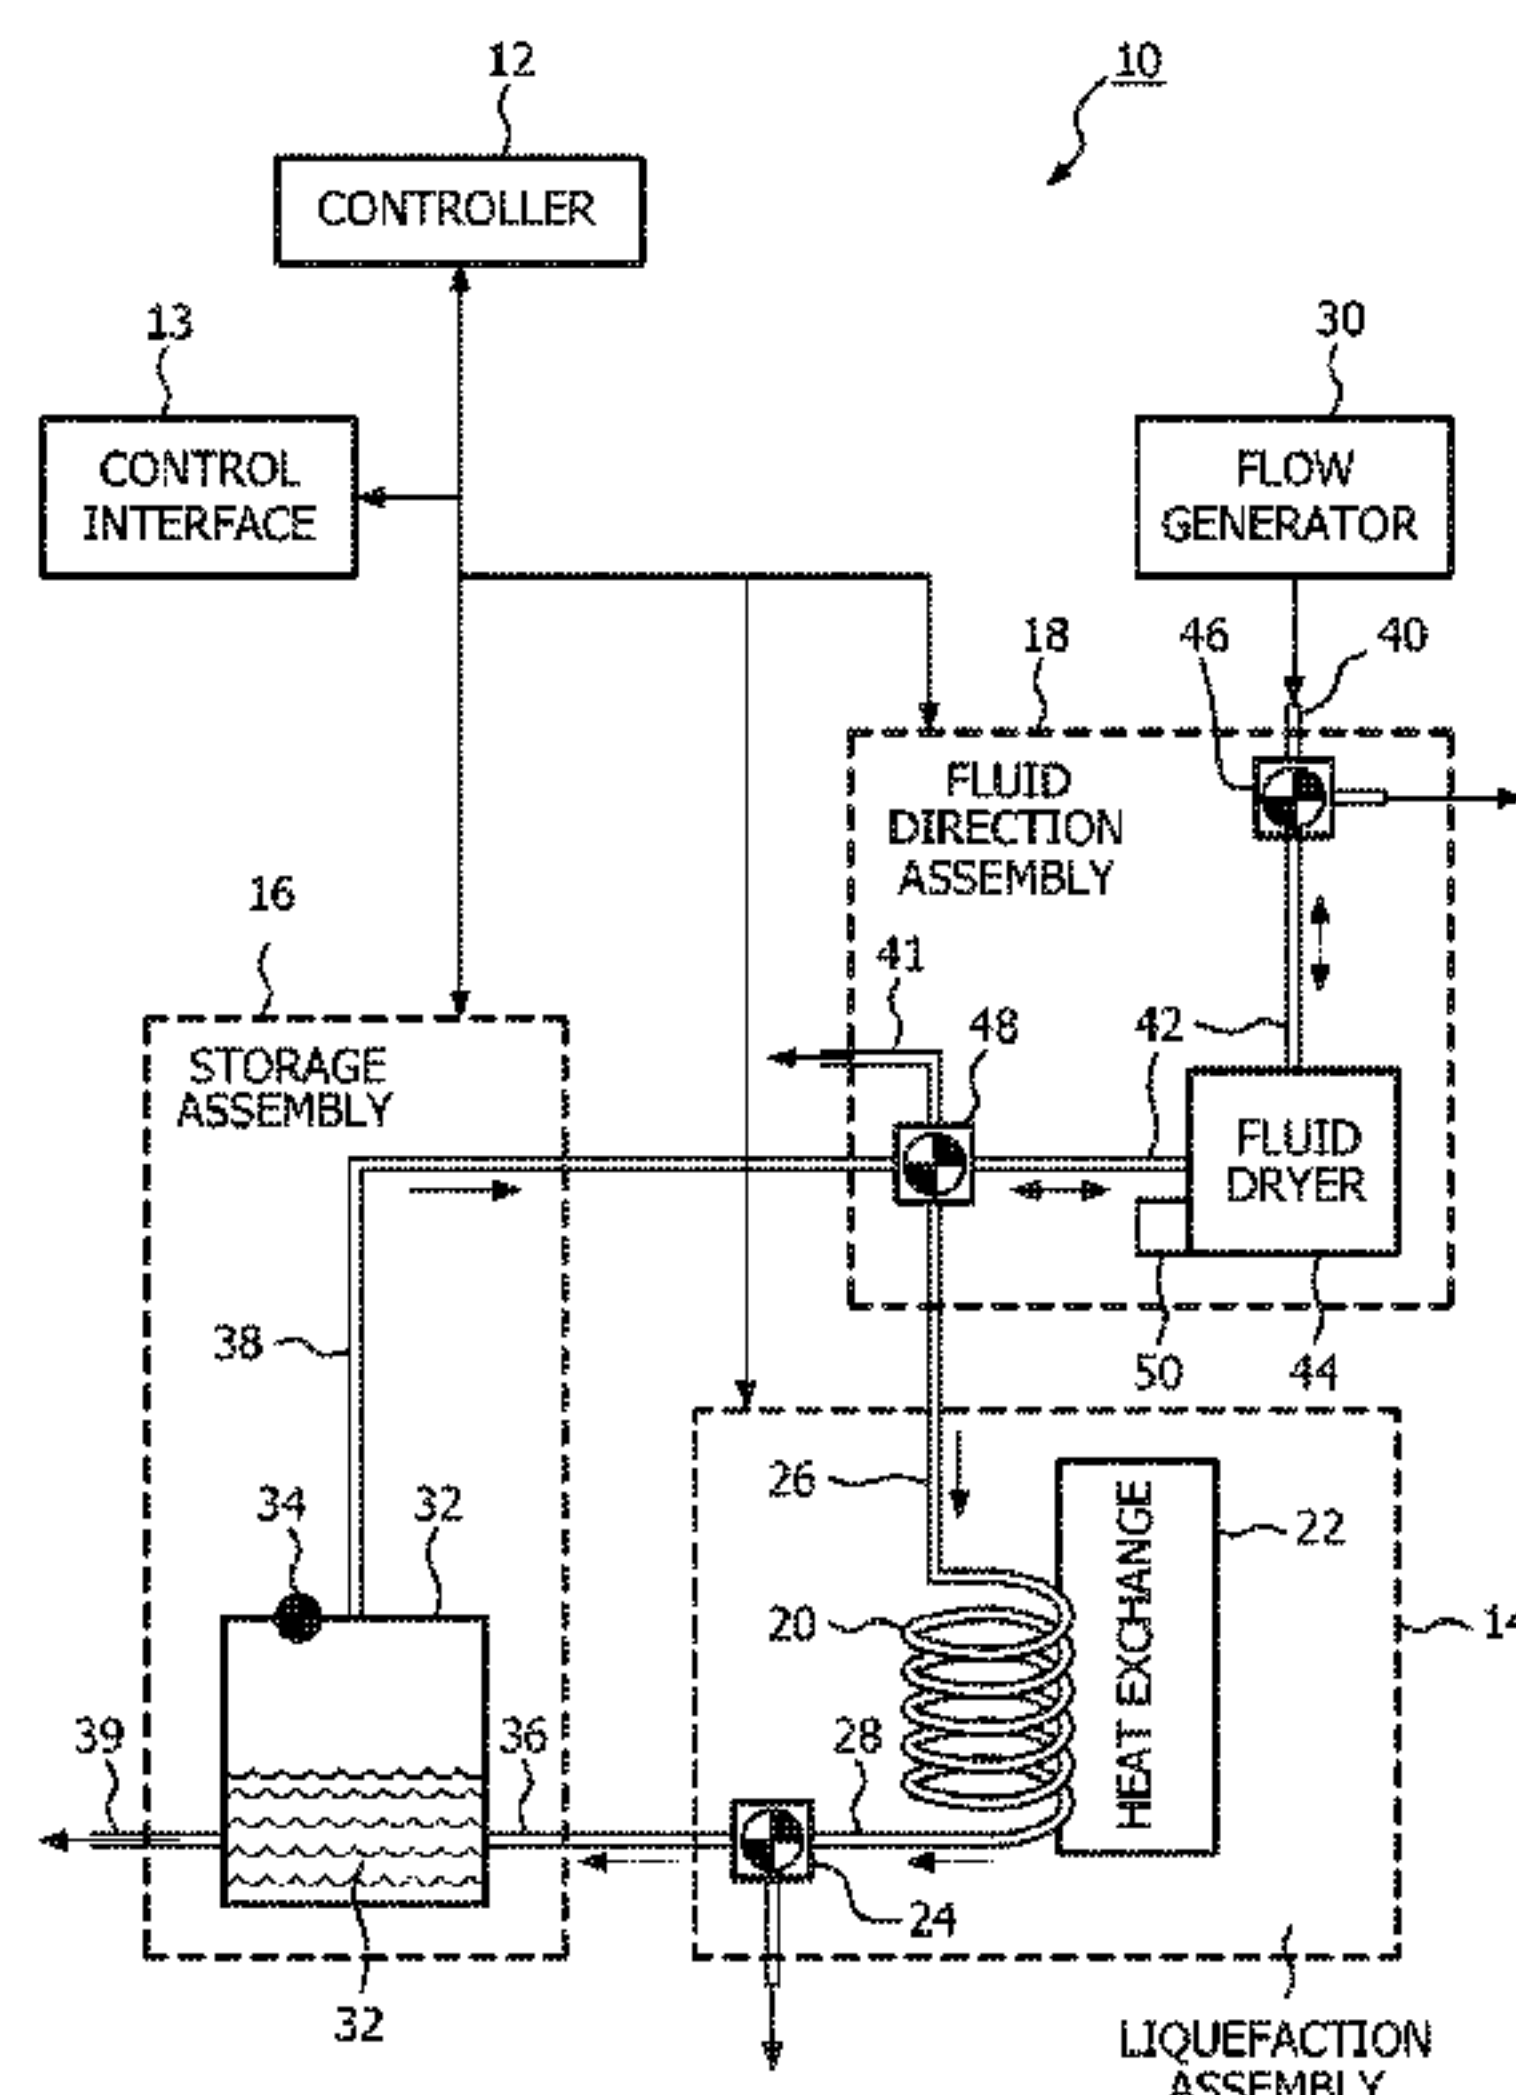 12
10
CONTROLLER
13
30
CONTROL
INTERFACE
FLOW
GENERATOR
18
46
40
FLUID
DIRECTION
ASSEMBLY
16
41
48
42
STORAGE
ASSEMBLY
FLUID
DRYER
38
50
44
26
34
32
22
HEAT EXCHANGE
20
14
39
36
28
24
32
LIQUEFACTION
ASSEMBLY